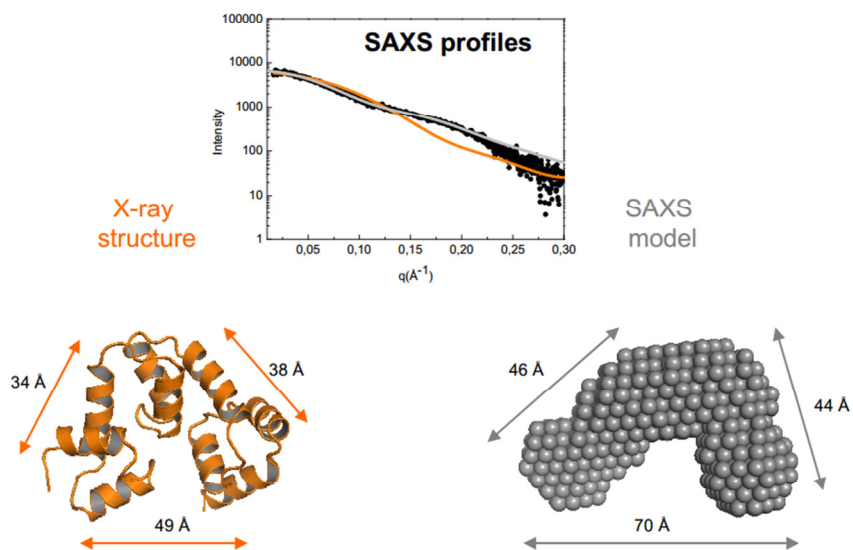 SAXS profiles
100000
10000
1000
100
10
1
Intensity
0,05 0,10 0,15 0,20 0,25 0,30
q(Å-1)
X-ray
structure
SAXS
model
34 Å
38 Å
49 Å
46 Å
44 Å
70 Å